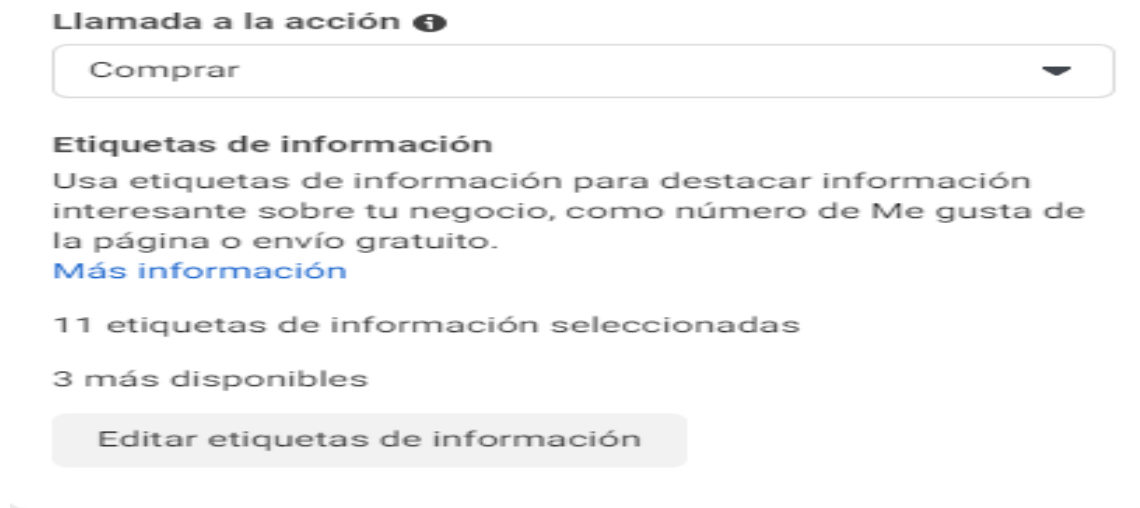 Llamada a la acción
Comprar
Etiquetas de información
Usa etiquetas de información para destacar información
interesante sobre tu negocio, como número de Me gusta de
la página o envío gratuito.
Más información
11 etiquetas de información seleccionadas
3 más disponibles
Editar etiquetas de información